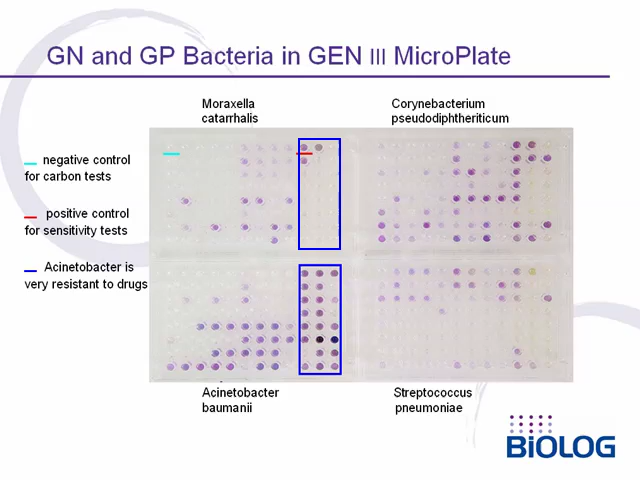 GN and GP Bacteria in GEN III MicroPlate
Moraxella
catarrhalis
Corynebacterium
pseudodiphtheriticum
negative control
for carbon tests
positive control
for sensitivity tests
Acinetobacter is
very resistant to drugs
Acinetobacter
baumanii
Streptococcus
pneumoniae
BiOLOG